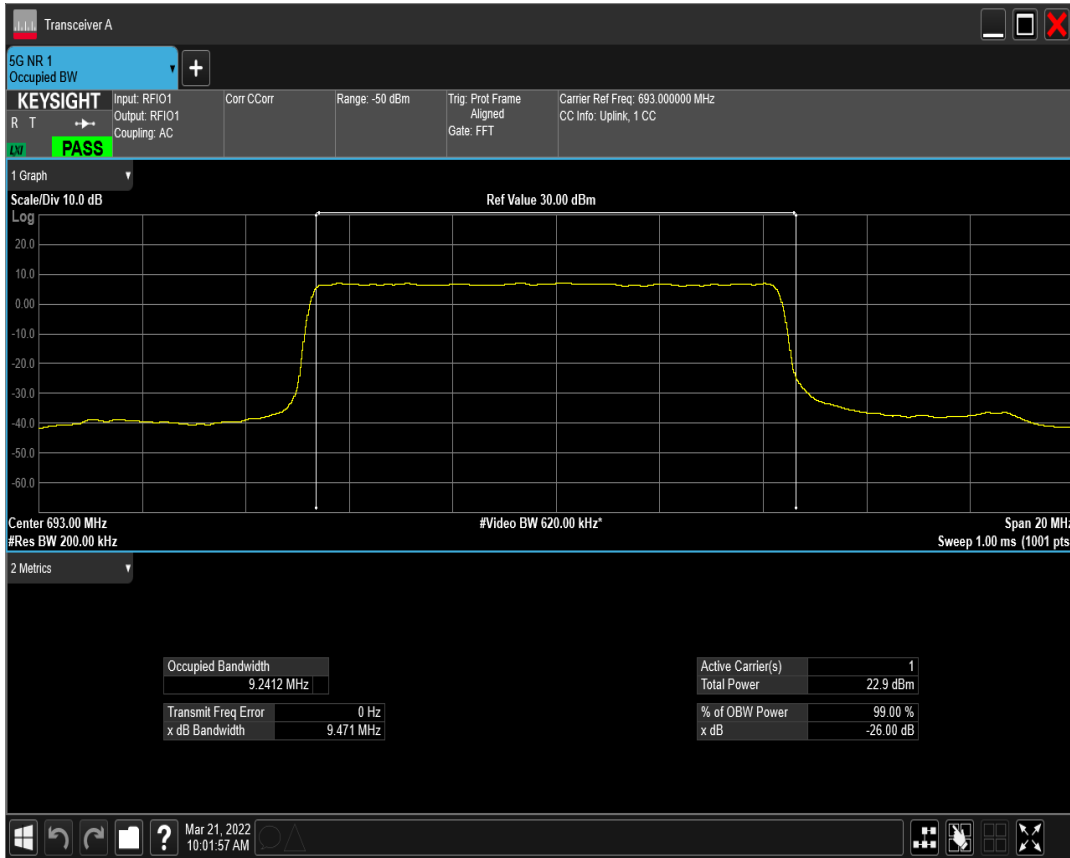 Transceiver A
5G NR 1
Occupied BW
+
KEYSIGHT
Input: RFIO1
R T
Output: RFIO1
Coupling: AC
LXI
PASS
Corr CCorr
Range: -50 dBm
Trig: Prot Frame
Aligned
Gate: FFT
Carrier Ref Freq: 693.000000 MHz
CC Info: Uplink, 1 CC
1 Graph
Scale/Div 10.0 dB
Ref Value 30.00 dBm
Log
20.0
10.0
0.00
-10.0
-20.0
-30.0
-40.0
-50.0
-60.0
Center 693.00 MHz
#Video BW 620.00 kHz*
Span 20 MHz
#Res BW 200.00 kHz
Sweep 1.00 ms (1001 pts
2 Metrics
Occupied Bandwidth
9.2412 MHz
Transmit Freq Error 0 Hz
x dB Bandwidth 9.471 MHz
Active Carrier(s) 1
Total Power 22.9 dBm
% of OBW Power 99.00 %
x dB -26.00 dB
?
Mar 21, 2022
10:01:57 AM